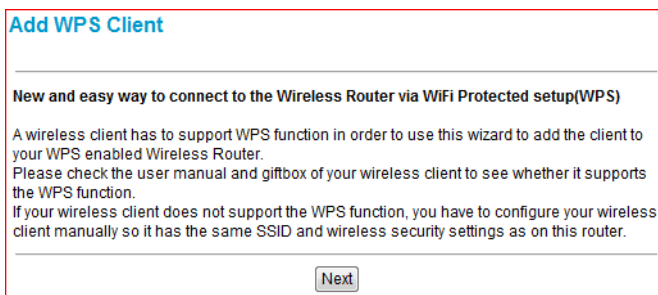 Add WPS Client
New and easy way to connect to the Wireless Router via WiFi Protected setup(WPS)
A wireless client has to support WPS function in order to use this wizard to add the client to
your WPS enabled Wireless Router.
Please check the user manual and giftbox of your wireless client to see whether it supports
the WPS function.
If your wireless client does not support the WPS function, you have to configure your wireless
client manually so it has the same SSID and wireless security settings as on this router.
Next